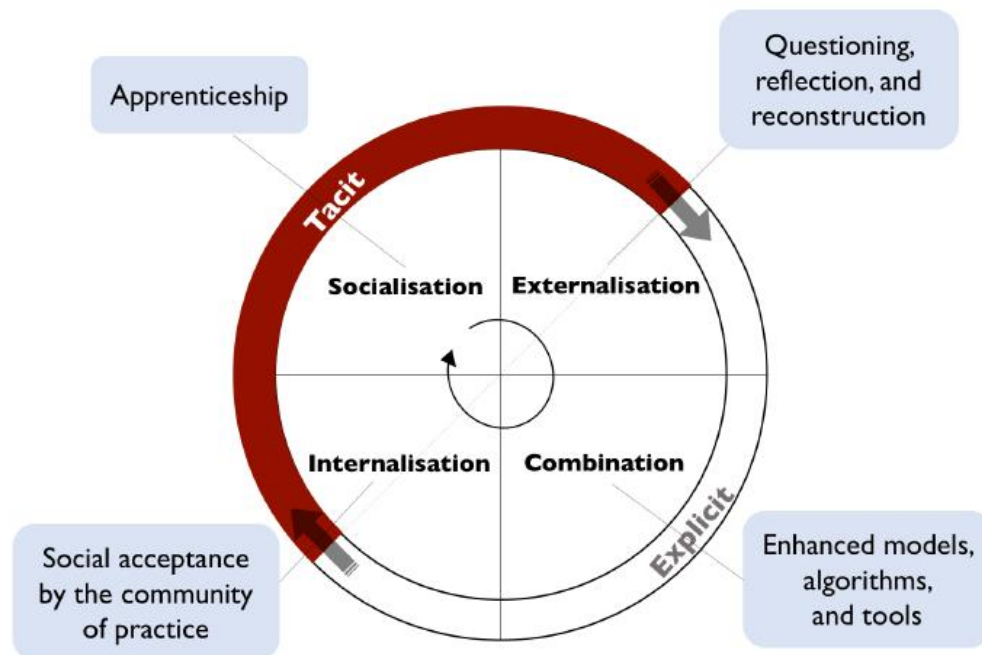 Questioning,
reflection, and
reconstruction
Apprenticeship
Tacit
Socialisation
Externalisation
Internalisation
Combination
Explicit
Social acceptance
by the community
of practice
Enhanced models,
algorithms,
and tools